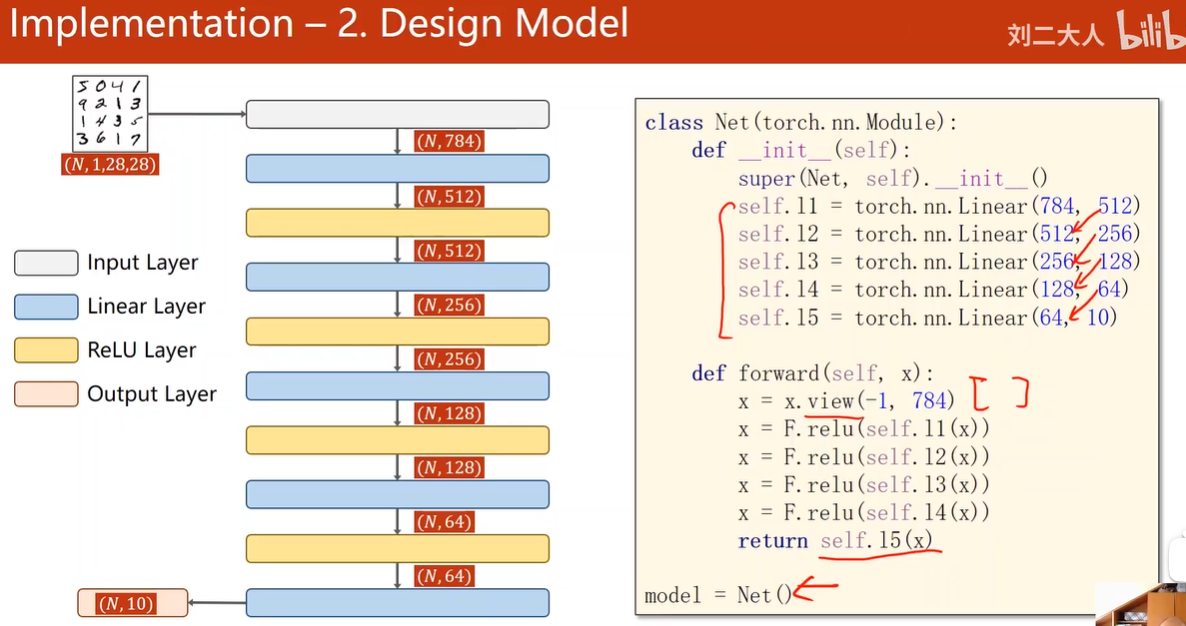 Implementation – 2. Design Model
刘二大人 bilib
5 0 4 1
9 2 1 3
1 4 3 5
3 6 1 7
(N,1,28,28)
(N, 784)
(N, 512)
(N, 512)
(N, 256)
(N, 256)
(N, 128)
(N, 128)
(N, 64)
(N, 64)
(N, 10)
Input Layer
Linear Layer
ReLU Layer
Output Layer
class Net(torch.nn.Module):
def __init__(self):
super(Net, self).__init__()
self.l1 = torch.nn.Linear(784, 512)
self.l2 = torch.nn.Linear(512, 256)
self.l3 = torch.nn.Linear(256, 128)
self.l4 = torch.nn.Linear(128, 64)
self.l5 = torch.nn.Linear(64, 10)
def forward(self, x):
x = x.view(-1, 784) [ ]
x = F.relu(self.l1(x))
x = F.relu(self.l2(x))
x = F.relu(self.l3(x))
x = F.relu(self.l4(x))
return self.l5(x)
model = Net()